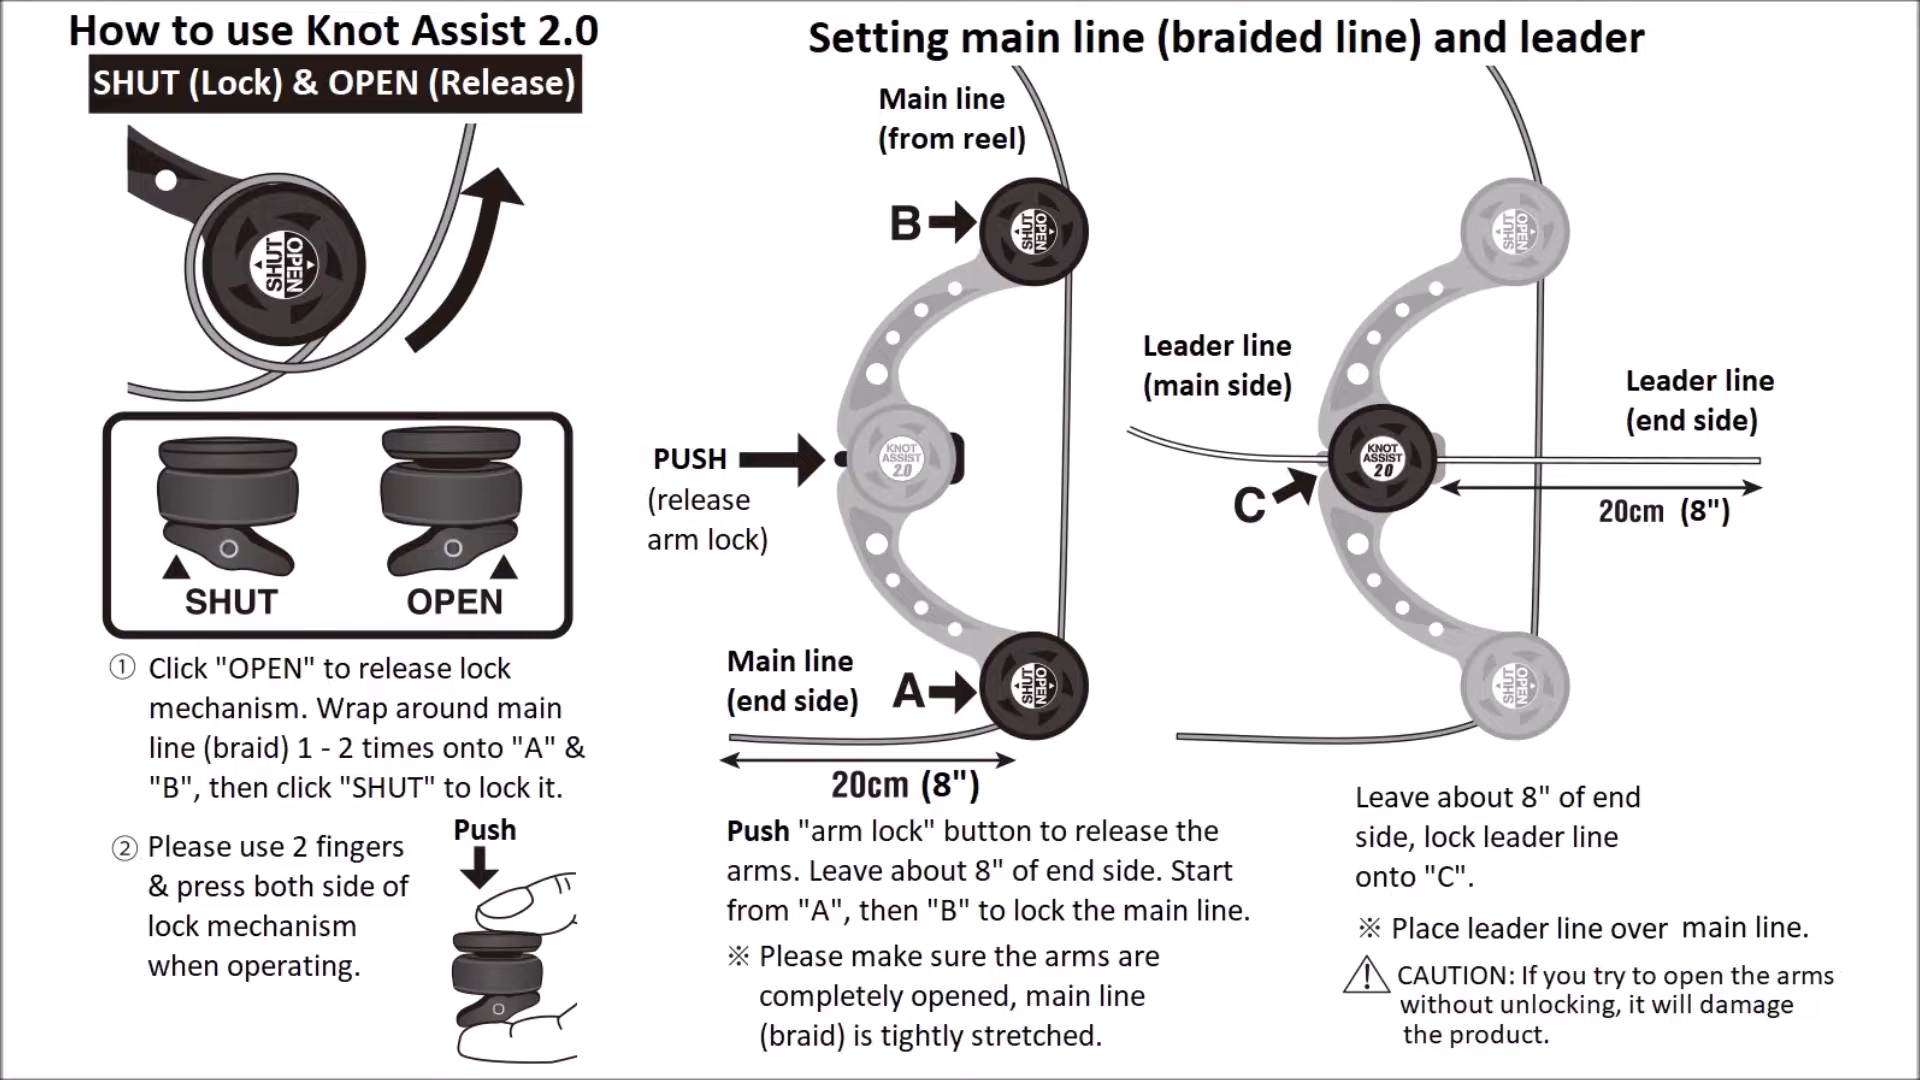 How to use Knot Assist 2.0
SHUT (Lock) & OPEN (Release)
SHUT
OPEN
SHUT
OPEN
① Click "OPEN" to release lock
mechanism. Wrap around main
line (braid) 1 - 2 times onto "A" &
"B", then click "SHUT" to lock it.
② Please use 2 fingers
& press both side of
lock mechanism
when operating.
Push
Setting main line (braided line) and leader
Main line
(from reel)
B
SHUT
OPEN
PUSH
(release
arm lock)
KNOT
ASSIST
2.0
Main line
(end side)
A
SHUT
OPEN
20cm (8")
Push "arm lock" button to release the
arms. Leave about 8" of end side. Start
from "A", then "B" to lock the main line.
※ Please make sure the arms are
completely opened, main line
(braid) is tightly stretched.
SHUT
OPEN
Leader line
(main side)
Leader line
(end side)
KNOT
ASSIST
20
C
20cm (8")
SHUT
OPEN
Leave about 8" of end
side, lock leader line
onto "C".
※ Place leader line over main line.
CAUTION: If you try to open the arms
without unlocking, it will damage
the product.